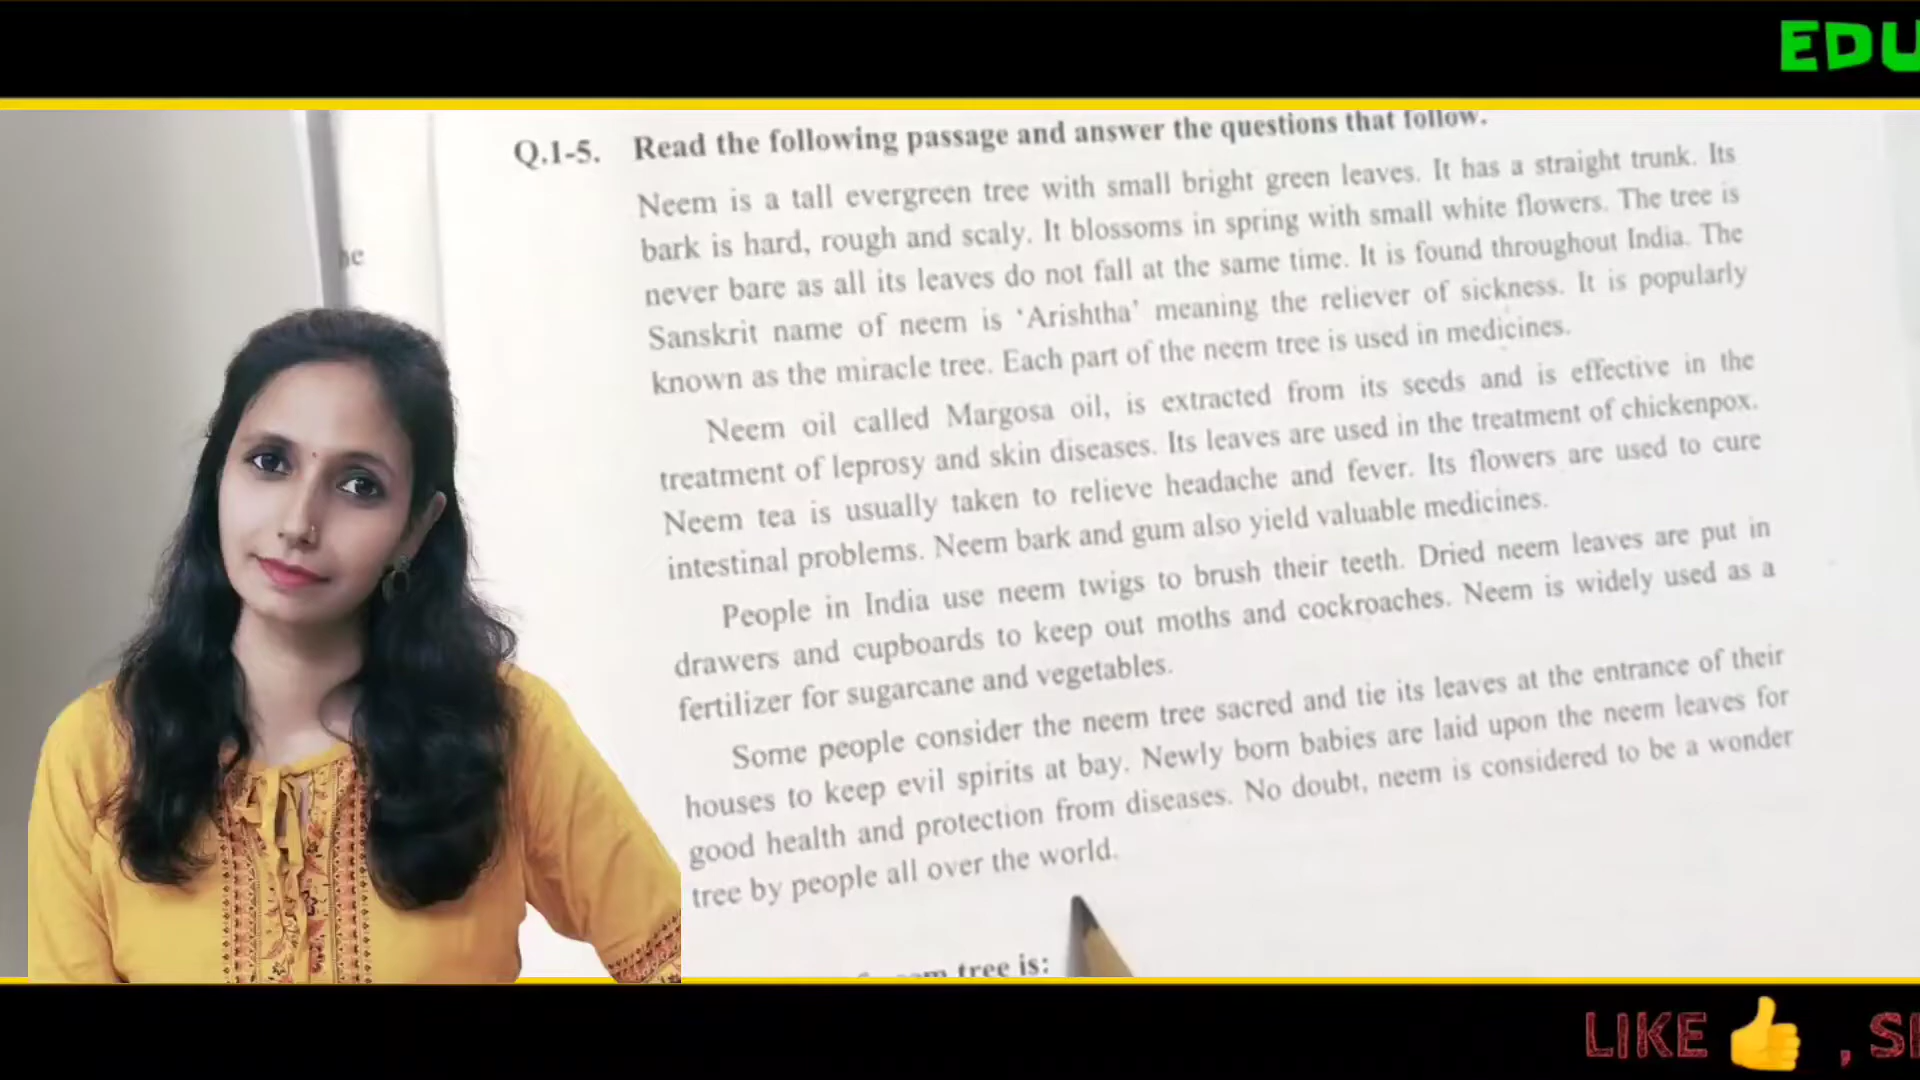 EDU
Q.1-5. Read the following passage and answer the questions that follow.
Neem is a tall evergreen tree with small bright green leaves. It has a straight trunk. Its
bark is hard, rough and scaly. It blossoms in spring with small white flowers. The tree is
never bare as all its leaves do not fall at the same time. It is found throughout India. The
Sanskrit name of neem is ‘Arishtha’ meaning the reliever of sickness. It is popularly
known as the miracle tree. Each part of the neem tree is used in medicines.
Neem oil called Margosa oil, is extracted from its seeds and is effective in the
treatment of leprosy and skin diseases. Its leaves are used in the treatment of chickenpox.
Neem tea is usually taken to relieve headache and fever. Its flowers are used to cure
intestinal problems. Neem bark and gum also yield valuable medicines.
People in India use neem twigs to brush their teeth. Dried neem leaves are put in
drawers and cupboards to keep out moths and cockroaches. Neem is widely used as a
fertilizer for sugarcane and vegetables.
Some people consider the neem tree sacred and tie its leaves at the entrance of their
houses to keep evil spirits at bay. Newly born babies are laid upon the neem leaves for
good health and protection from diseases. No doubt, neem is considered to be a wonder
tree by people all over the world.
tree is:
LIKE 👍 ,